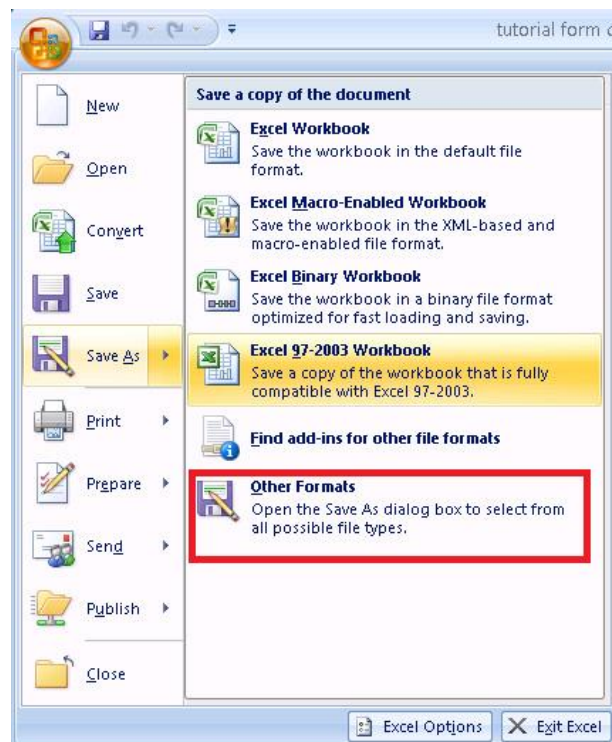 tutorial form
New
Open
Convert
Save
Save As
Print
Prepare
Send
Publish
Close
Save a copy of the document
Excel Workbook
Save the workbook in the default file
format.
Excel Macro-Enabled Workbook
Save the workbook in the XML-based and
macro-enabled file format.
Excel Binary Workbook
Save the workbook in a binary file format
optimized for fast loading and saving.
Excel 97-2003 Workbook
Save a copy of the workbook that is fully
compatible with Excel 97-2003.
Find add-ins for other file formats
Other Formats
Open the Save As dialog box to select from
all possible file types.
Excel Options
Exit Excel